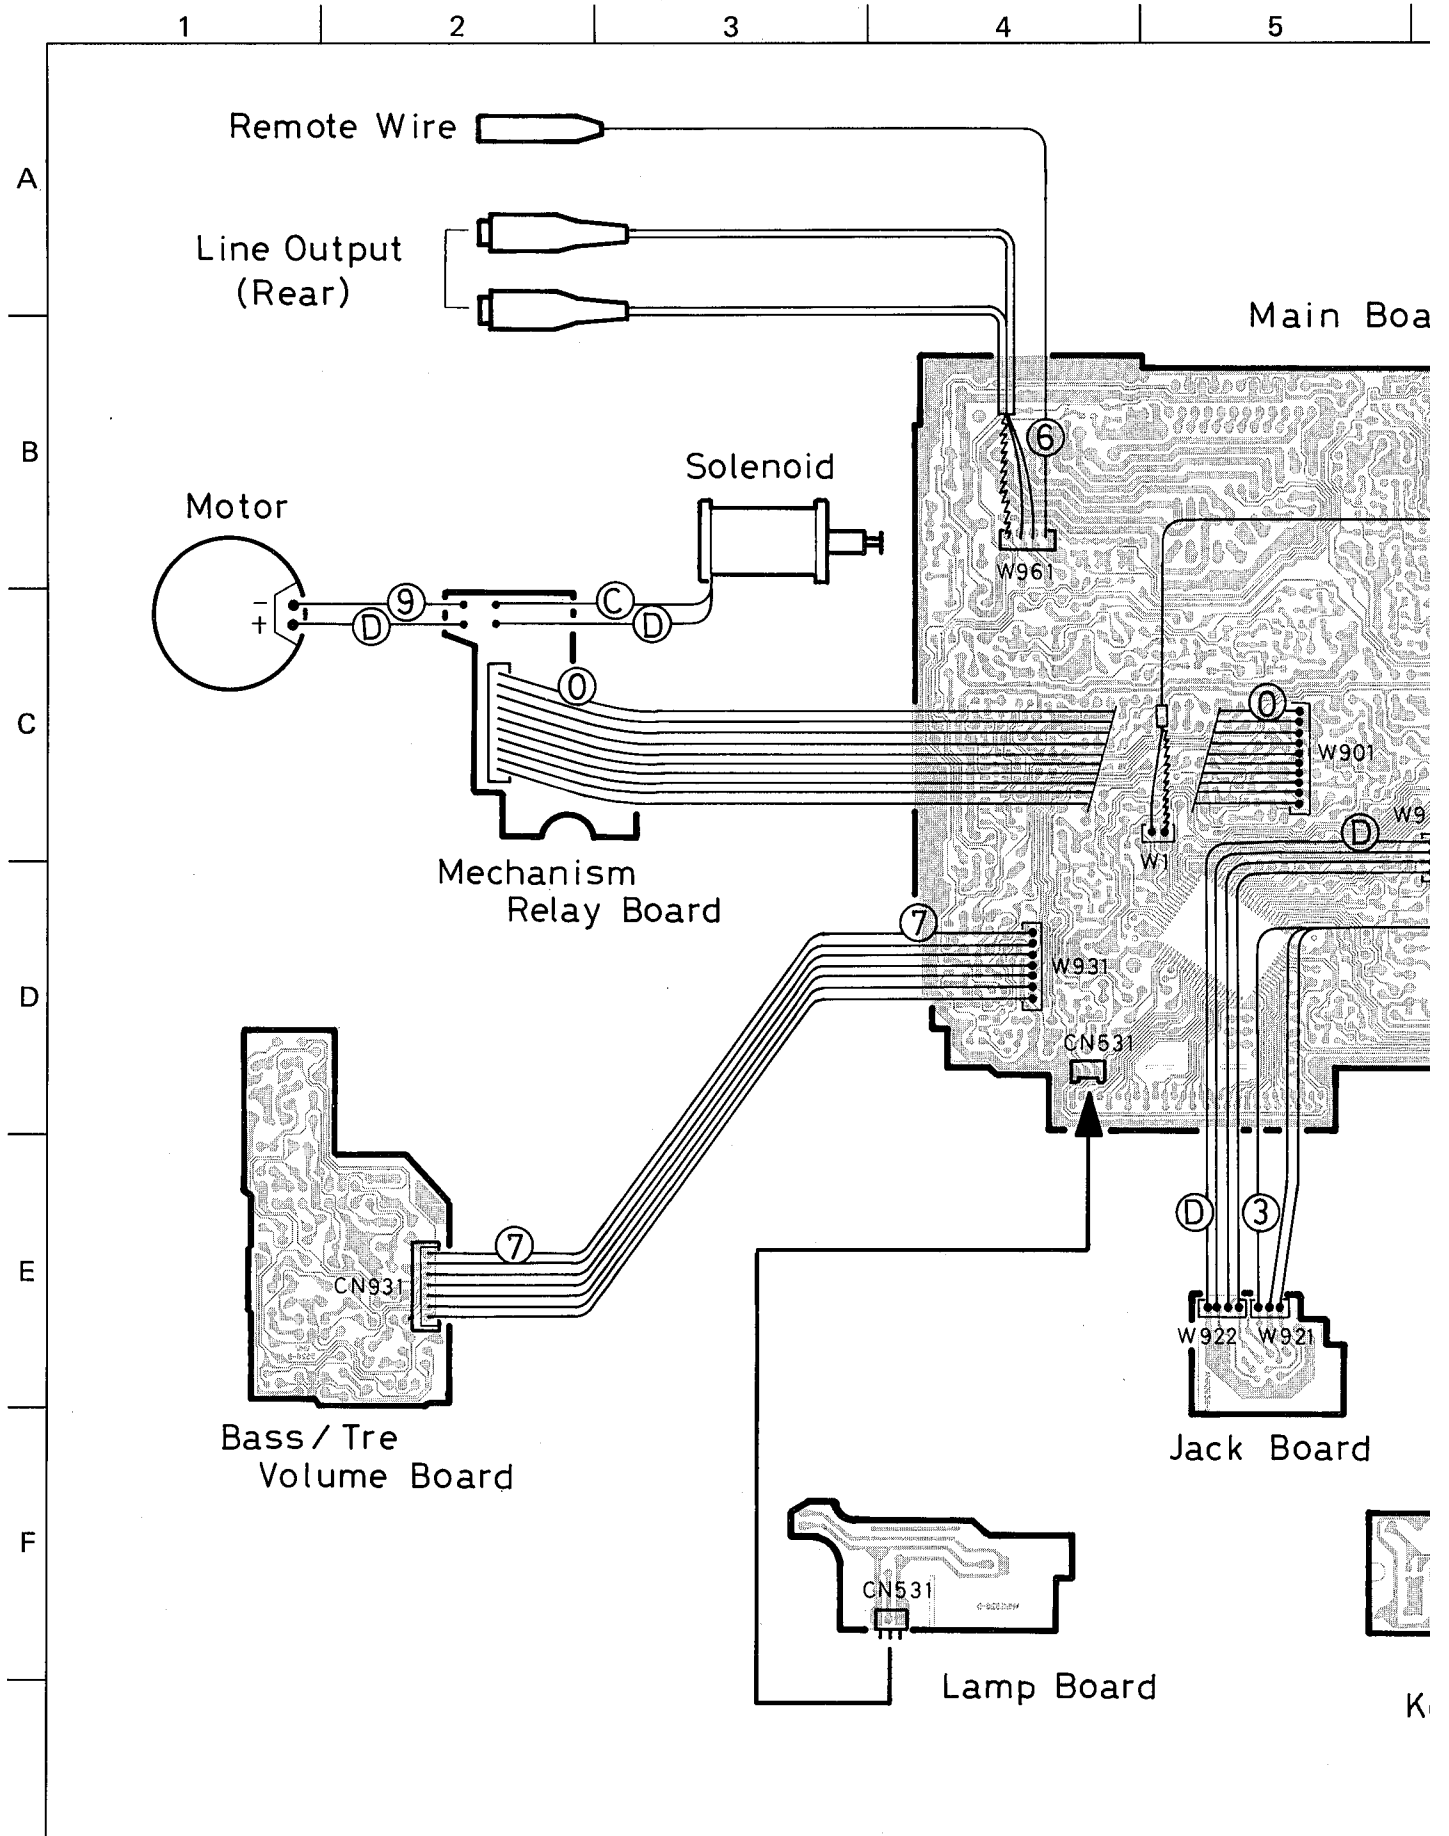 1 2 3 4 5
Remote Wire
A
Line Output
(Rear)
Main Boa
B
6
Solenoid
Motor
W961
−
+
9
D
C
D
0
C
0
W901
W9
D
W1
Mechanism
Relay Board
7
W931
D
CN531
D
3
7
E
CN931
W922
W921
Bass / Tre
Volume Board
Jack Board
F
CN531
Lamp Board